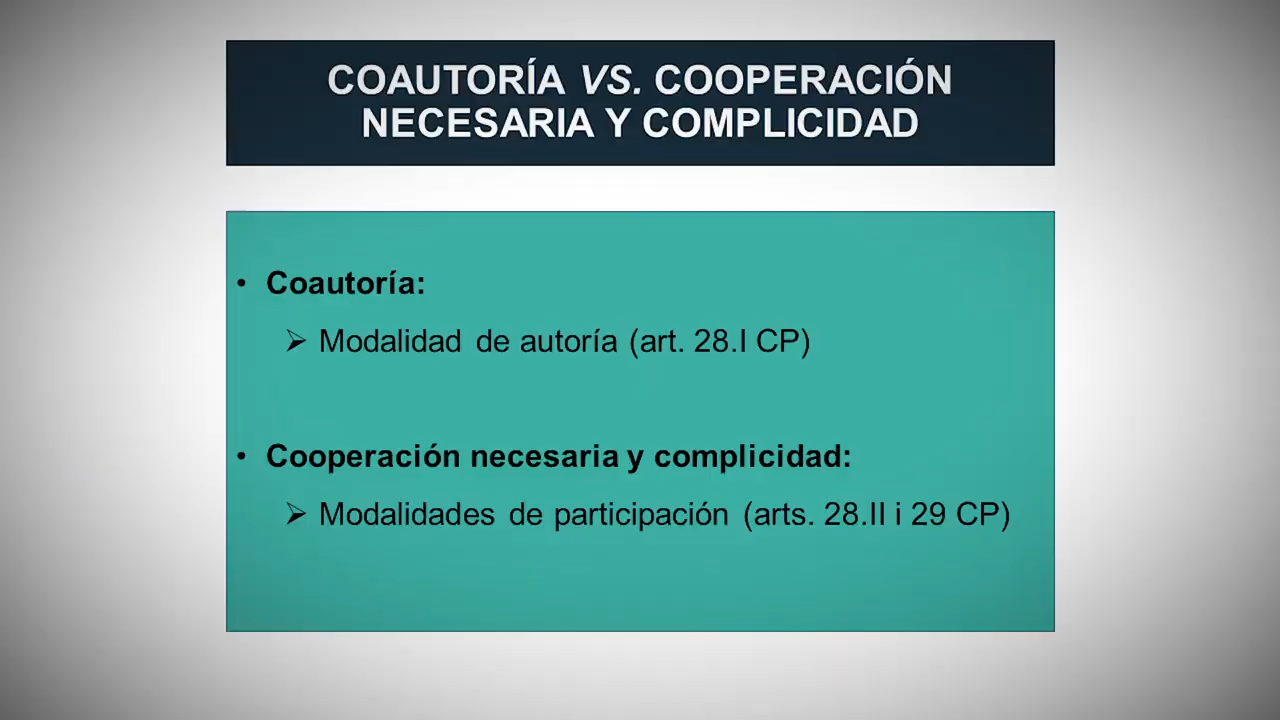 COAUTORÍA VS. COOPERACIÓN
NECESARIA Y COMPLICIDAD
• Coautoría:
➢ Modalidad de autoría (art. 28.I CP)
• Cooperación necesaria y complicidad:
➢ Modalidades de participación (arts. 28.II i 29 CP)